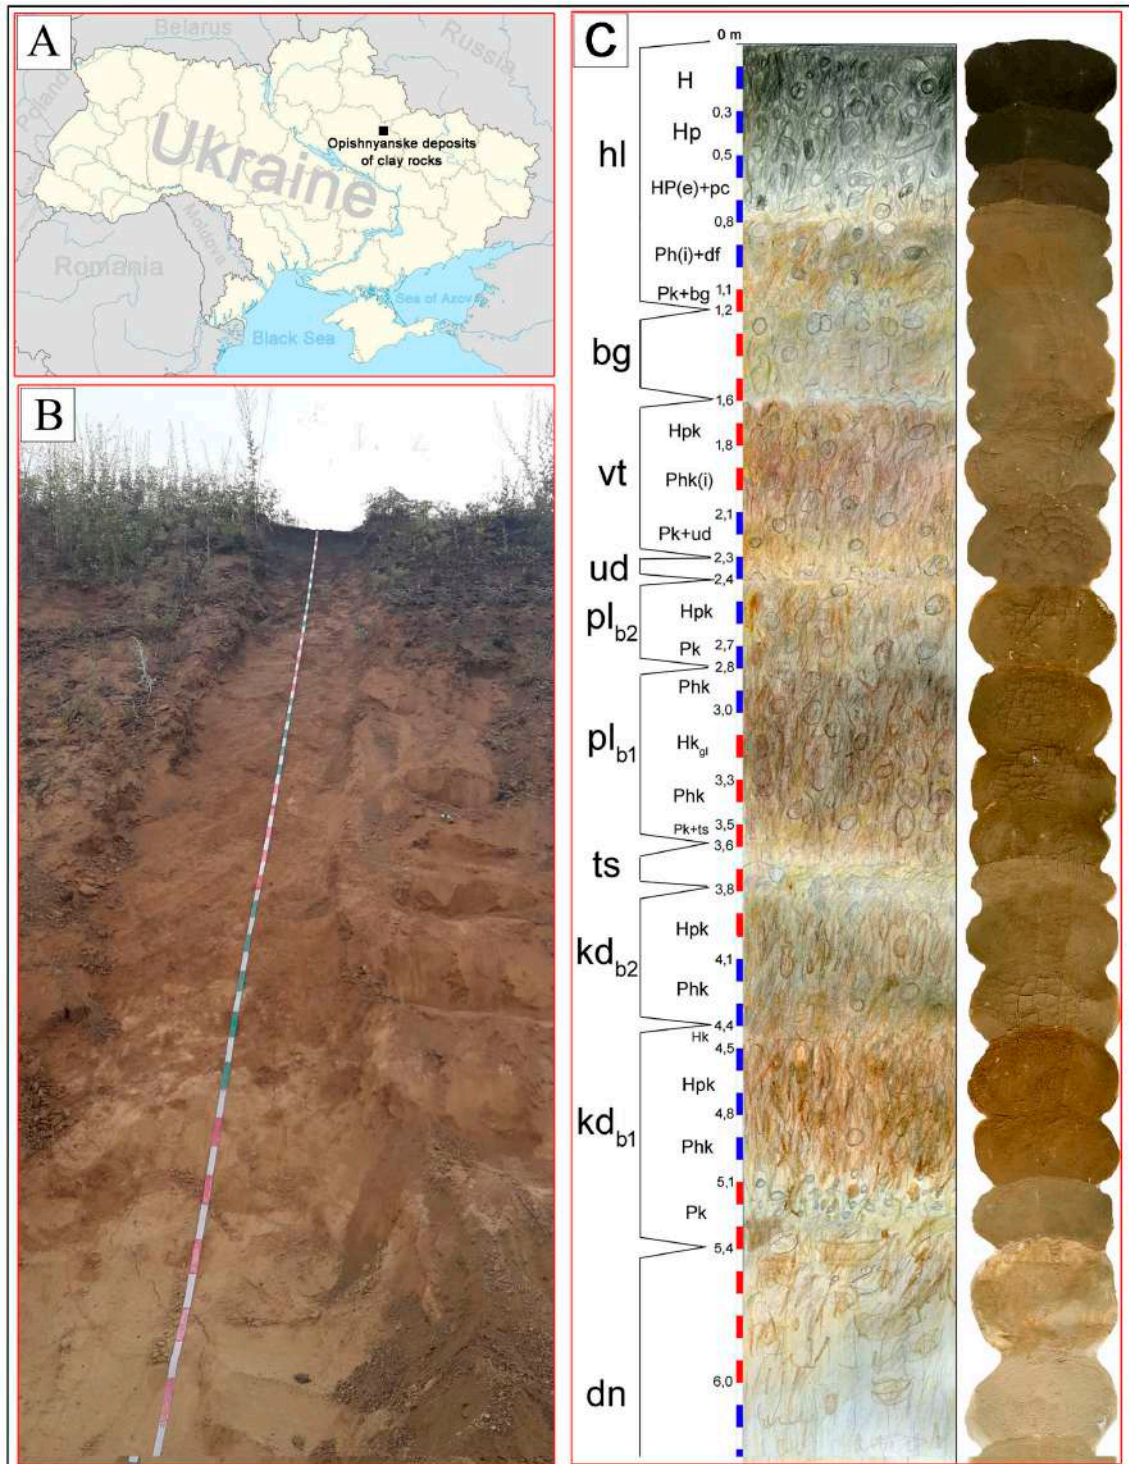 A
Belarus
Russia
Poland
Ukraine
Opishnyanske deposits
of clay rocks
Moldova
Romania
Sea of Azov
Black Sea
B
C
0 m
hl
H
0,3
Hp
0,5
HP(e)+pc
0,8
Ph(i)+df
1,1
Pk+bg
1,2
bg
1,6
vt
Hpk
1,8
Phk(i)
2,1
Pk+ud
2,3
ud
2,4
pl b2
Hpk
2,7
Pk
2,8
pl b1
Phk
3,0
Hk gl
3,3
Phk
3,5
Pk+ts
3,6
ts
3,8
kd b2
Hpk
4,1
Phk
4,4
kd b1
Hk
4,5
Hpk
4,8
Phk
5,1
Pk
5,4
dn
6,0